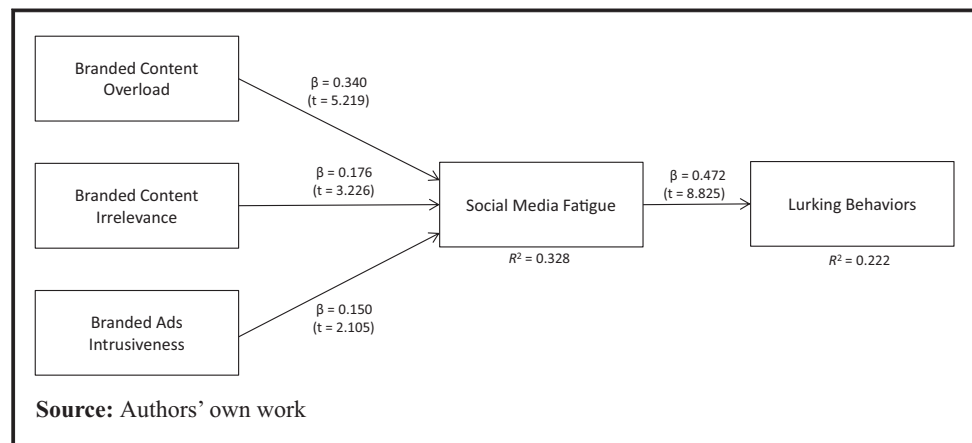 Branded Content
Overload
β = 0.340
(t = 5.219)
Branded Content
Irrelevance
β = 0.176
(t = 3.226)
Social Media Fatigue
R² = 0.328
β = 0.472
(t = 8.825)
Lurking Behaviors
R² = 0.222
Branded Ads
Intrusiveness
β = 0.150
(t = 2.105)
Source: Authors’ own work